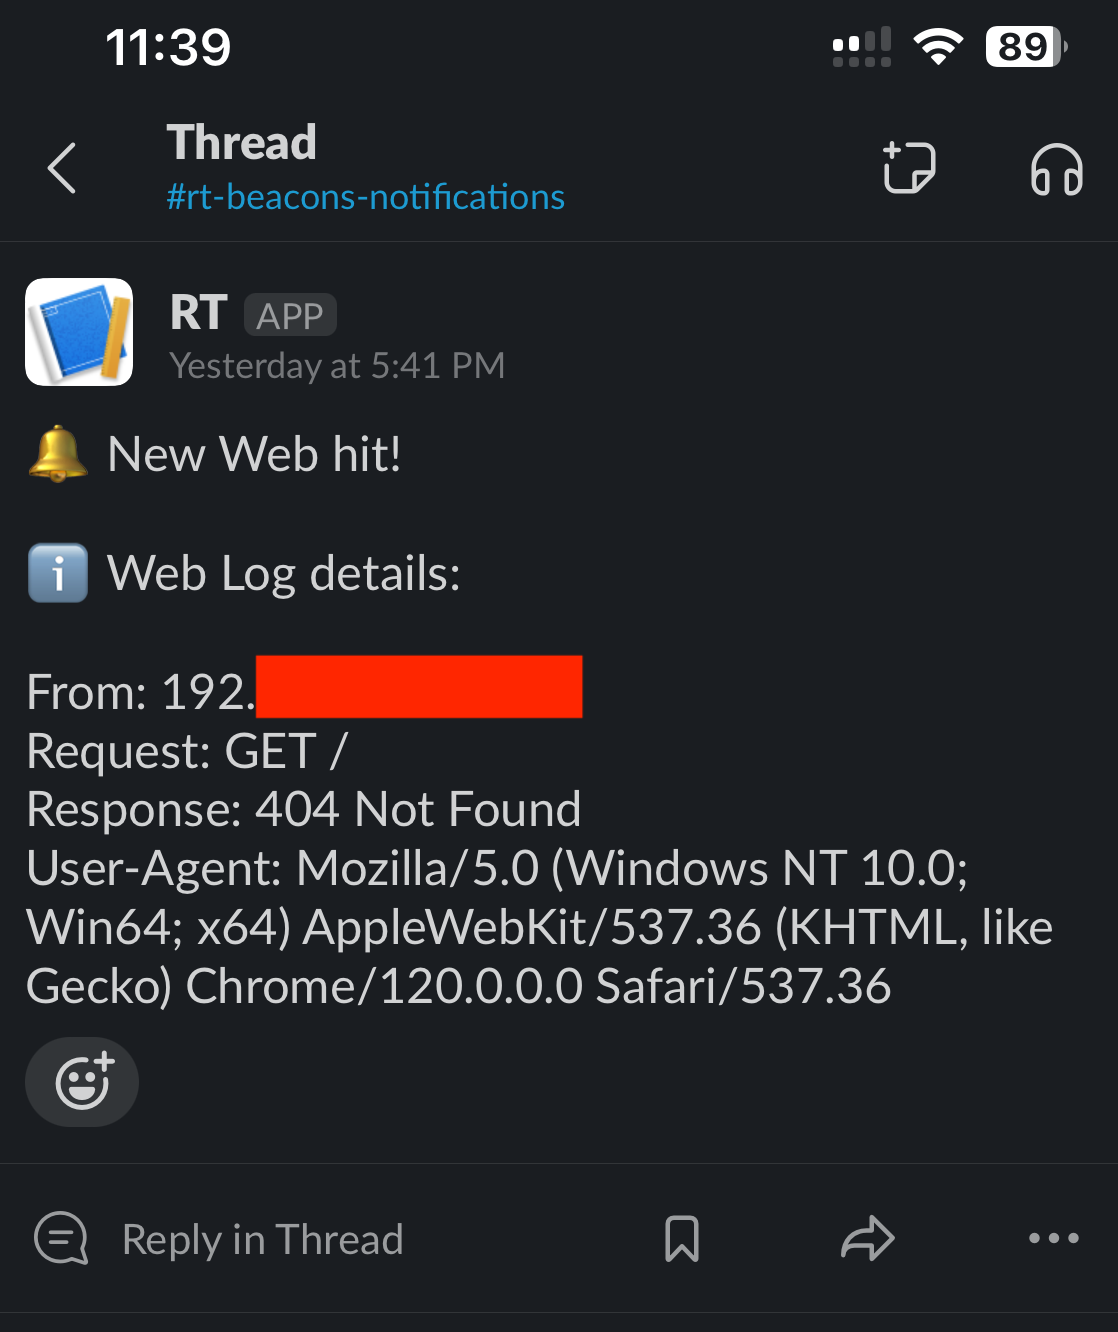 11:39
89
Thread
#rt-beacons-notifications
RT APP
Yesterday at 5:41 PM
New Web hit!
Web Log details:
From: 192.
Request: GET /
Response: 404 Not Found
User-Agent: Mozilla/5.0 (Windows NT 10.0;
Win64; x64) AppleWebKit/537.36 (KHTML, like
Gecko) Chrome/120.0.0.0 Safari/537.36
Reply in Thread